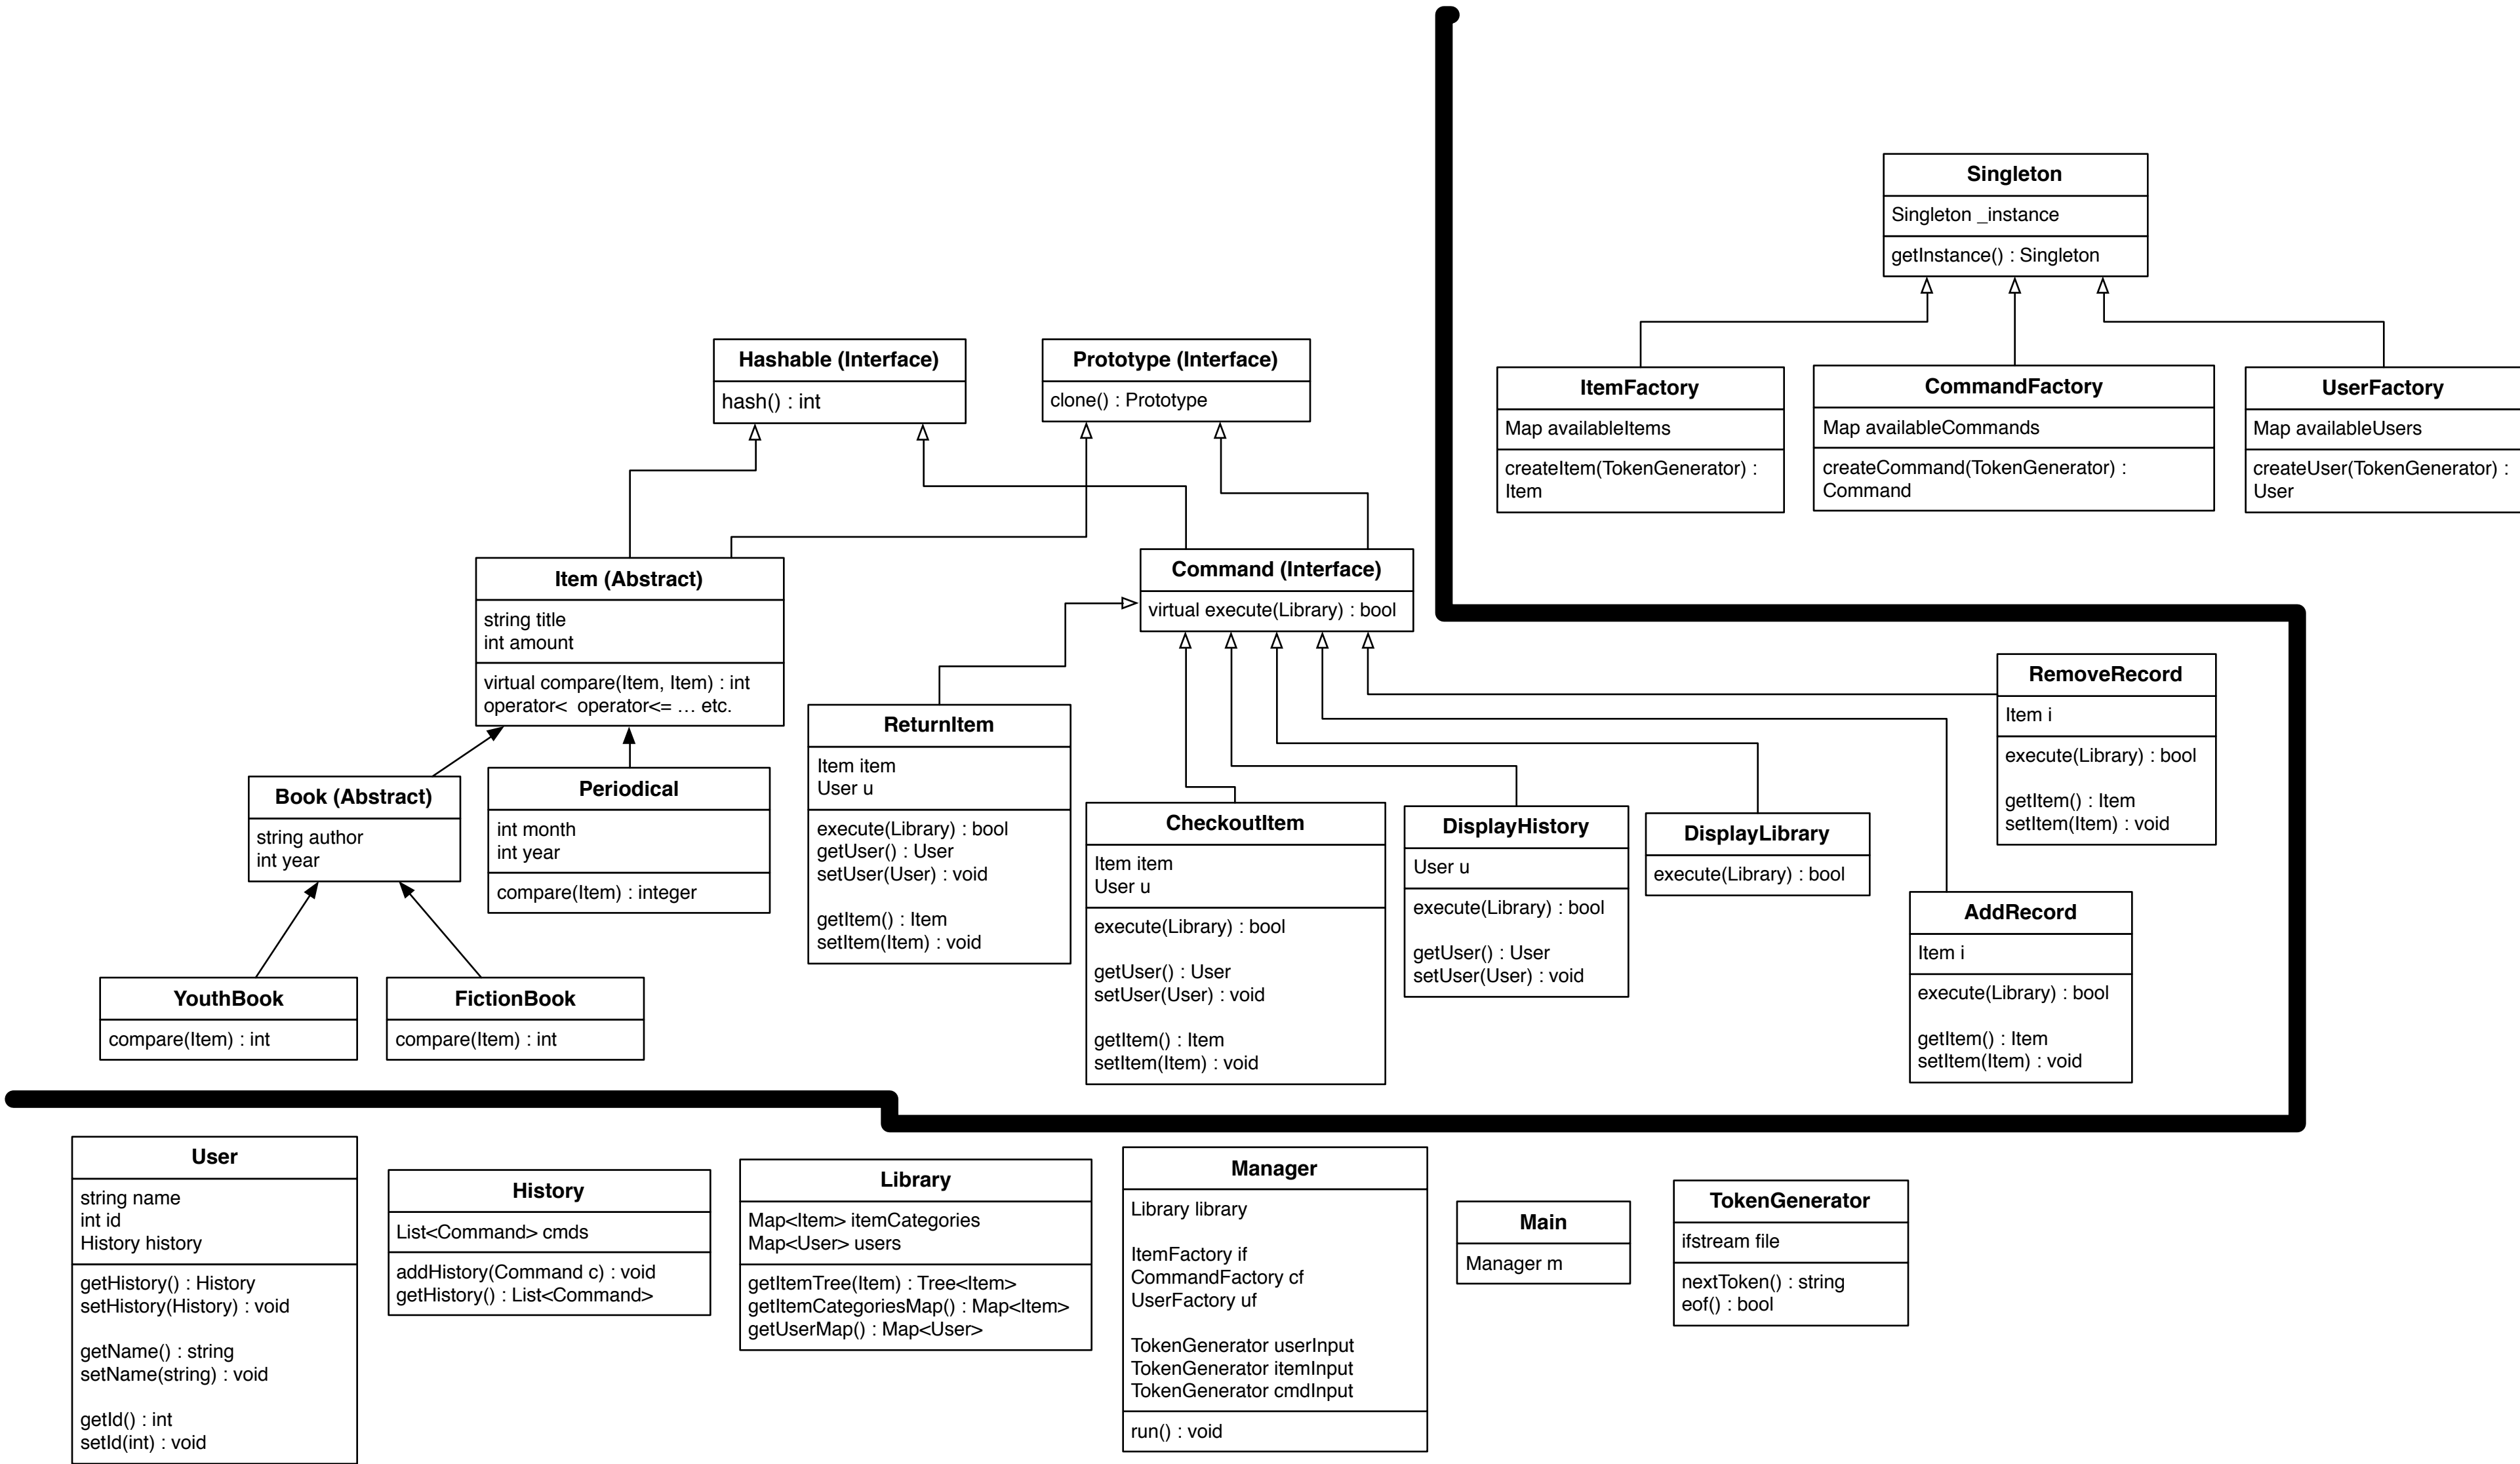 Singleton
Singleton _instance
getInstance() : Singleton
ItemFactory
Map availableItems
createItem(TokenGenerator) :
Item
CommandFactory
Map availableCommands
createCommand(TokenGenerator) :
Command
UserFactory
Map availableUsers
createUser(TokenGenerator) :
User
Hashable (Interface)
hash() : int
Prototype (Interface)
clone() : Prototype
Item (Abstract)
string title
int amount
virtual compare(Item, Item) : int
operator<  operator<= … etc.
Command (Interface)
virtual execute(Library) : bool
Book (Abstract)
string author
int year
Periodical
int month
int year
compare(Item) : integer
YouthBook
compare(Item) : int
FictionBook
compare(Item) : int
ReturnItem
Item item
User u
execute(Library) : bool
getUser() : User
setUser(User) : void
getItem() : Item
setItem(Item) : void
CheckoutItem
Item item
User u
execute(Library) : bool
getUser() : User
setUser(User) : void
getItem() : Item
setItem(Item) : void
DisplayHistory
User u
execute(Library) : bool
getUser() : User
setUser(User) : void
DisplayLibrary
execute(Library) : bool
RemoveRecord
Item i
execute(Library) : bool
getItem() : Item
setItem(Item) : void
AddRecord
Item i
execute(Library) : bool
getItem() : Item
setItem(Item) : void
User
string name
int id
History history
getHistory() : History
setHistory(History) : void
getName() : string
setName(string) : void
getId() : int
setId(int) : void
History
List<Command> cmds
addHistory(Command c) : void
getHistory() : List<Command>
Library
Map<Item> itemCategories
Map<User> users
getItemTree(Item) : Tree<Item>
getItemCategoriesMap() : Map<Item>
getUserMap() : Map<User>
Manager
Library library
ItemFactory if
CommandFactory cf
UserFactory uf
TokenGenerator userInput
TokenGenerator itemInput
TokenGenerator cmdInput
run() : void
Main
Manager m
TokenGenerator
ifstream file
nextToken() : string
eof() : bool